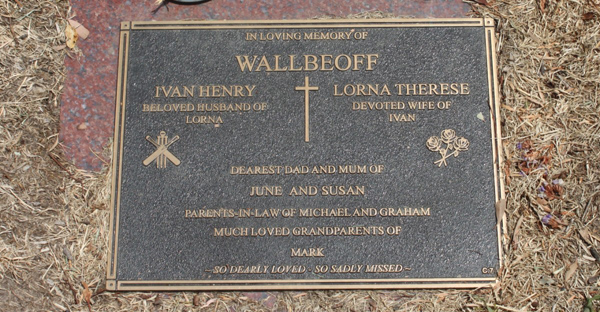 IN LOVING MEMORY OF
WALLBEOFF
IVAN HENRY
BELOVED HUSBAND OF
LORNA
LORNA THERESE
DEVOTED WIFE OF
IVAN
DEAREST DAD AND MUM OF
JUNE AND SUSAN
PARENTS-IN-LAW OF MICHAEL AND GRAHAM
MUCH LOVED GRANDPARENTS OF
MARK
~SO DEARLY LOVED SO SADLY MISSED~